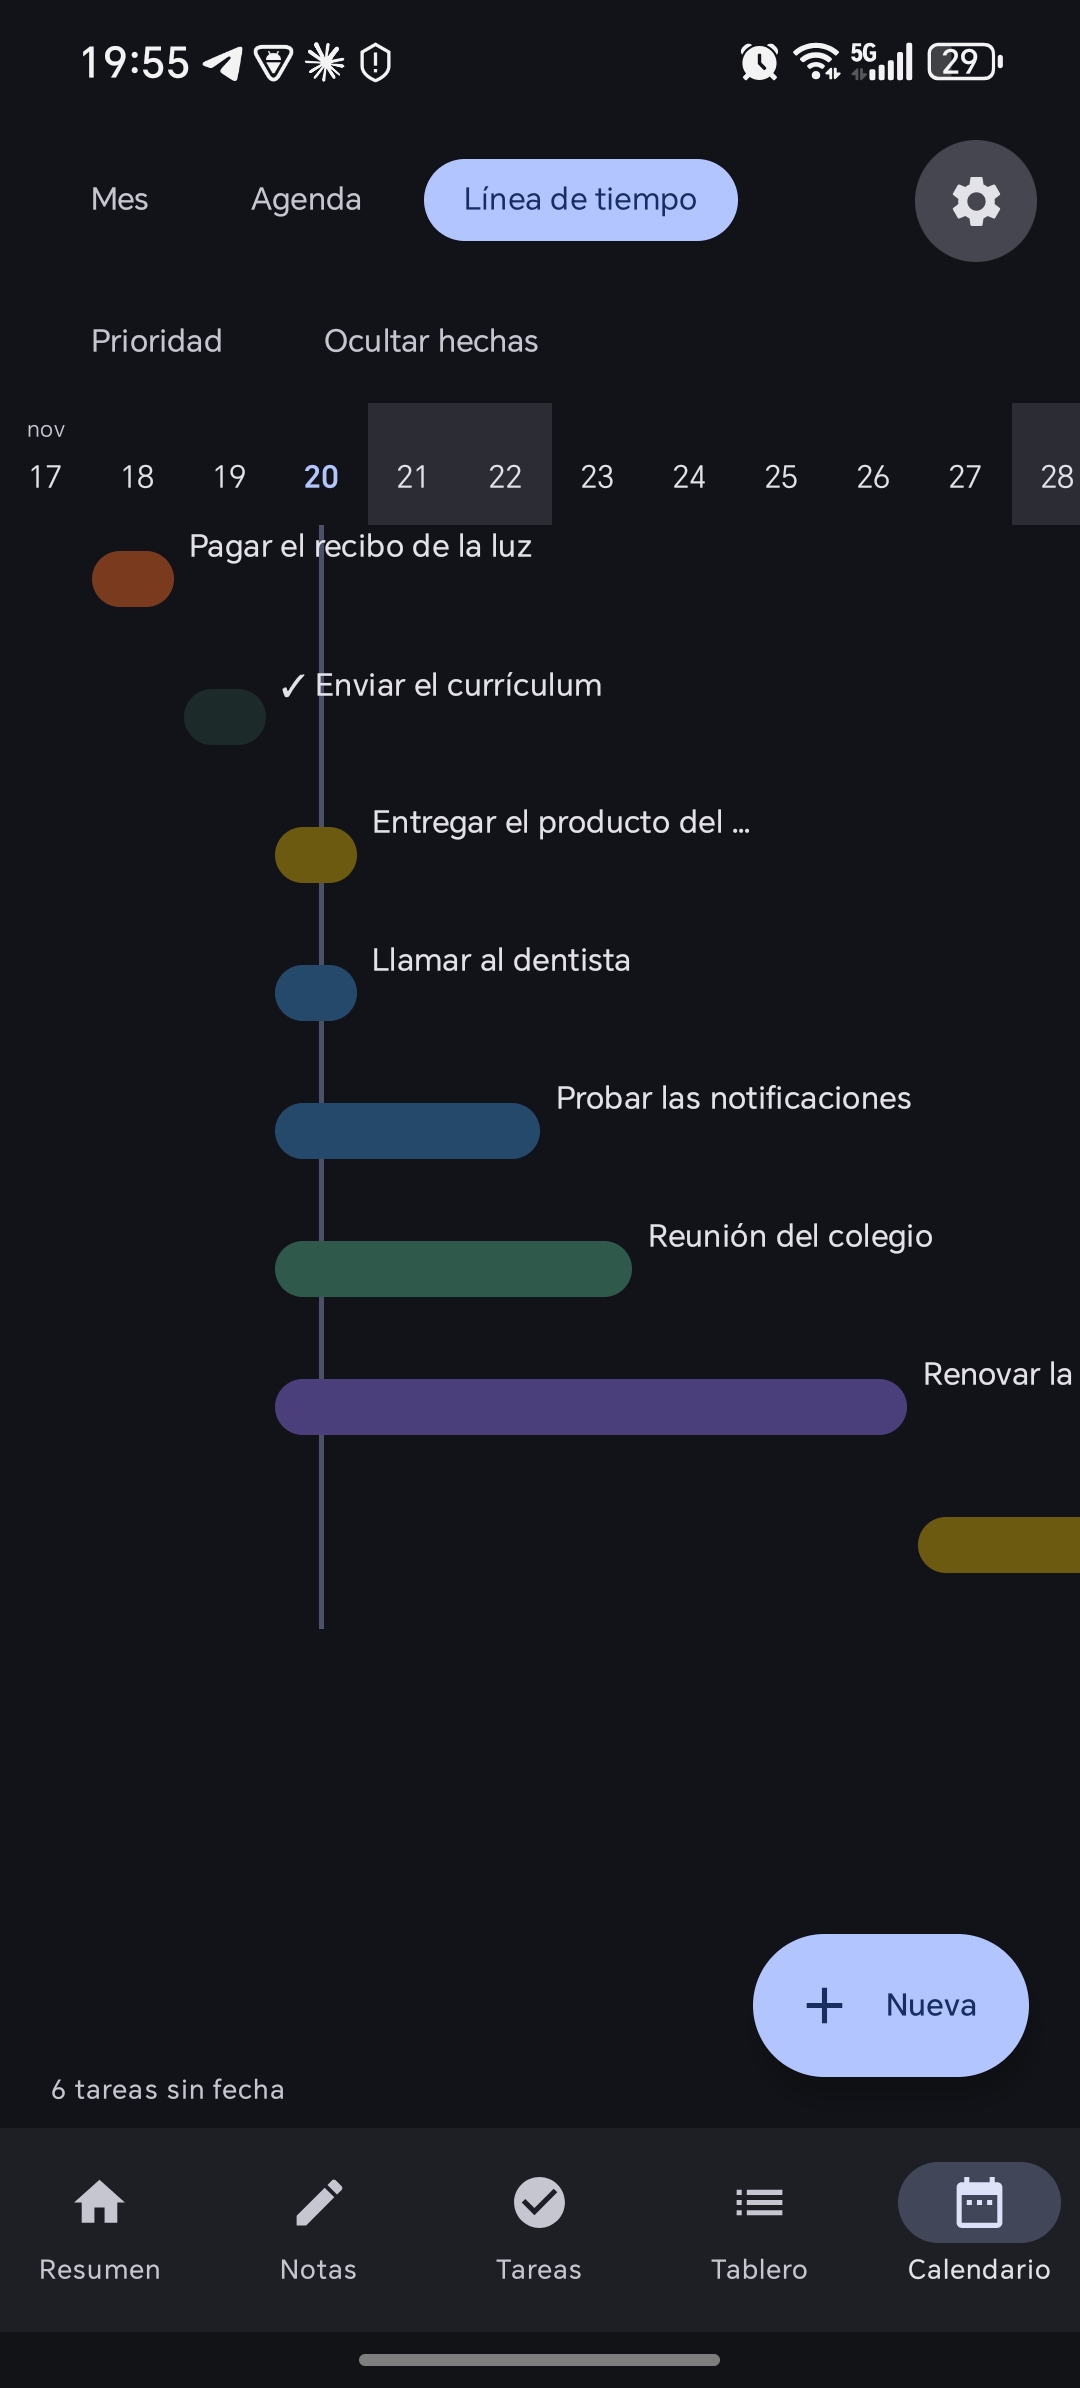 19:55 5G 29
Mes Agenda Línea de tiempo
Prioridad Ocultar hechas
nov
17 18 19 20 21 22 23 24 25 26 27 28
Pagar el recibo de la luz
✓ Enviar el currículum
Entregar el producto del ...
Llamar al dentista
Probar las notificaciones
Reunión del colegio
Renovar la
+ Nueva
6 tareas sin fecha
Resumen Notas Tareas Tablero Calendario